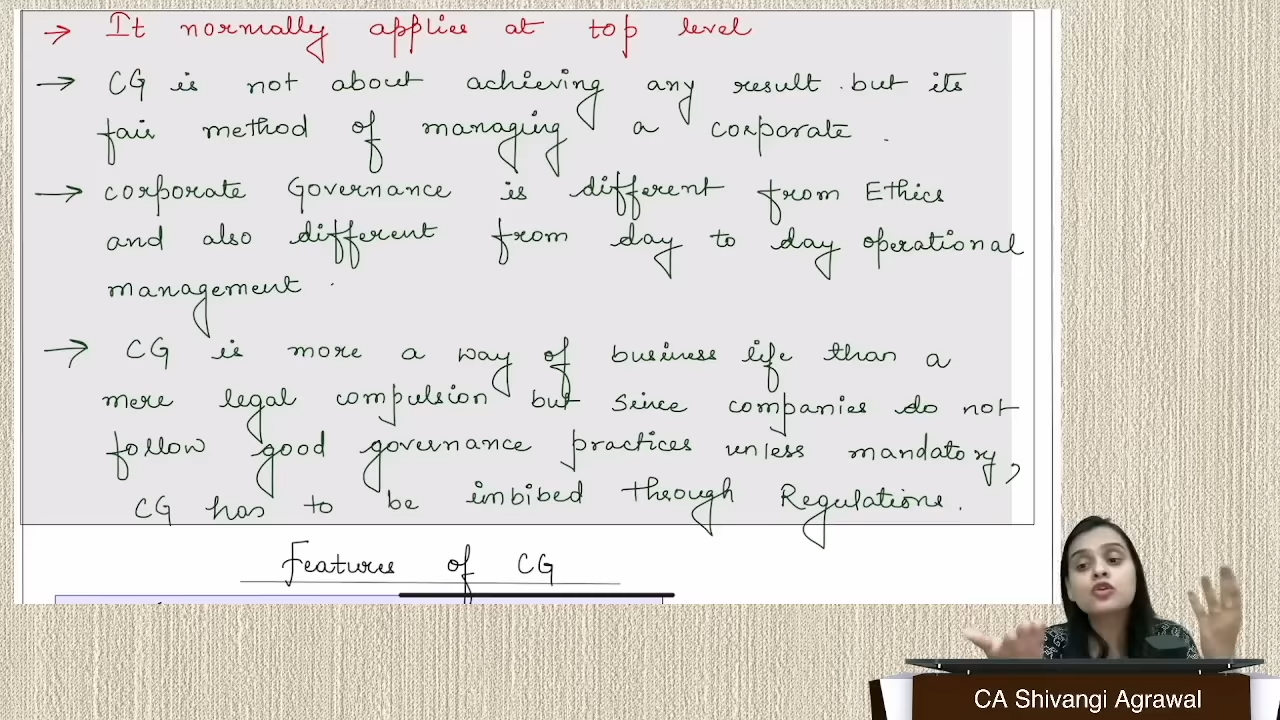 → It normally applies at top level
→ CG is not about achieving any result but its
fair method of managing a corporate.
→ corporate Governance is different from Ethics
and also different from day to day operational
management.
→ CG is more a way of business life than a
mere legal compulsion but since companies do not
follow good governance practices unless mandatory,
CG has to be imbibed through Regulations.
Features of CG
CA Shivangi Agrawal